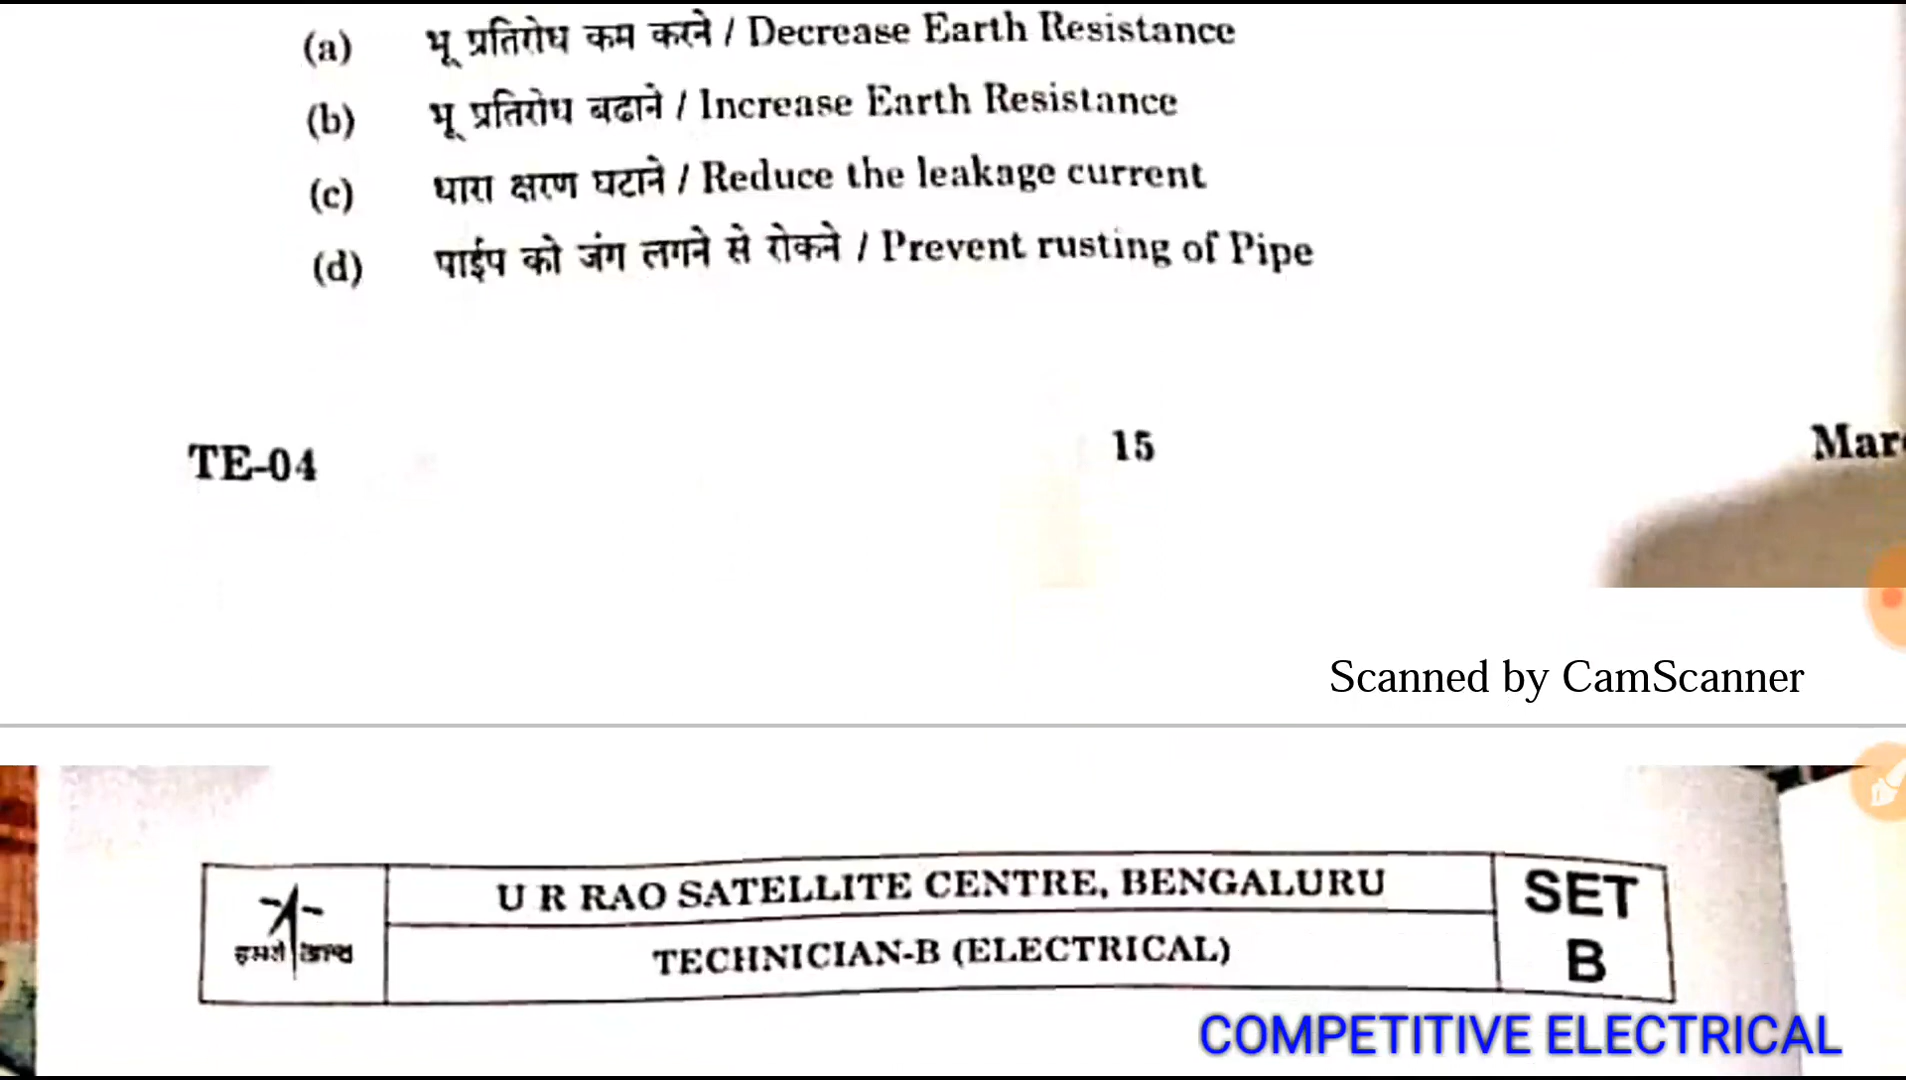 (a) भू प्रतिरोध कम करने / Decrease Earth Resistance
(b) भू प्रतिरोध बढाने / Increase Earth Resistance
(c) धारा क्षरण घटाने / Reduce the leakage current
(d) पाईप को जंग लगने से रोकने / Prevent rusting of Pipe
TE-04 15
Scanned by CamScanner
U R RAO SATELLITE CENTRE, BENGALURU
TECHNICIAN-B (ELECTRICAL)
SET
B
COMPETITIVE ELECTRICAL